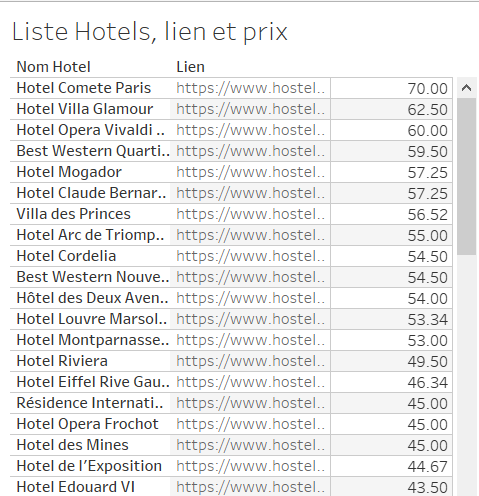 Liste Hotels, lien et prix
Nom Hotel Lien
Hotel Comete Paris https://www.hostel.. 70.00
Hotel Villa Glamour https://www.hostel.. 62.50
Hotel Opera Vivaldi .. https://www.hostel.. 60.00
Best Western Quarti.. https://www.hostel.. 59.50
Hotel Mogador https://www.hostel.. 57.25
Hotel Claude Bernar.. https://www.hostel.. 57.25
Villa des Princes https://www.hostel.. 56.52
Hotel Arc de Triomp.. https://www.hostel.. 55.00
Hotel Cordelia https://www.hostel.. 54.50
Best Western Nouve.. https://www.hostel.. 54.50
Hôtel des Deux Aven.. https://www.hostel.. 54.00
Hotel Louvre Marsol.. https://www.hostel.. 53.34
Hotel Montparnasse.. https://www.hostel.. 53.00
Hotel Riviera https://www.hostel.. 49.50
Hotel Eiffel Rive Gau.. https://www.hostel.. 46.34
Résidence Internati.. https://www.hostel.. 45.00
Hotel Opera Frochot https://www.hostel.. 45.00
Hotel des Mines https://www.hostel.. 45.00
Hotel de l’Exposition https://www.hostel.. 44.67
Hotel Edouard VI https://www.hostel.. 43.50